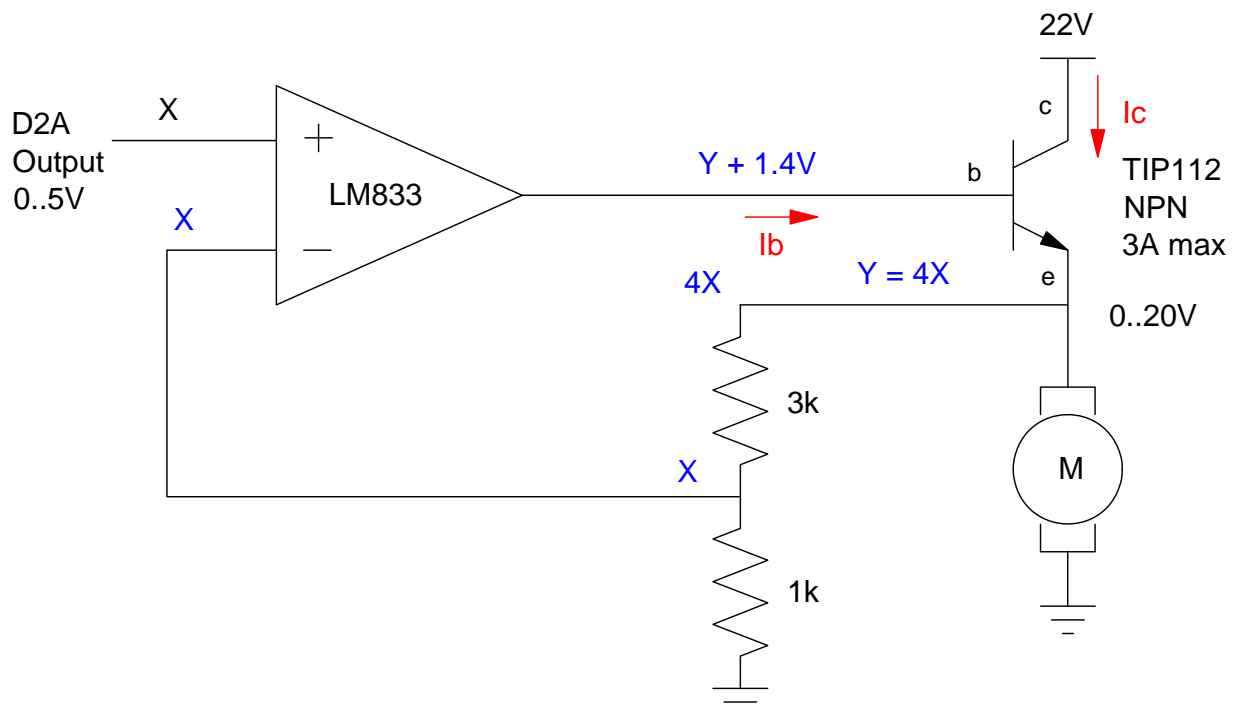 22V
X
c
Ic
D2A
Output
0..5V
+
LM833
Y + 1.4V
b
TIP112
NPN
3A max
X
−
Ib
4X
Y = 4X
e
0..20V
3k
X
M
1k